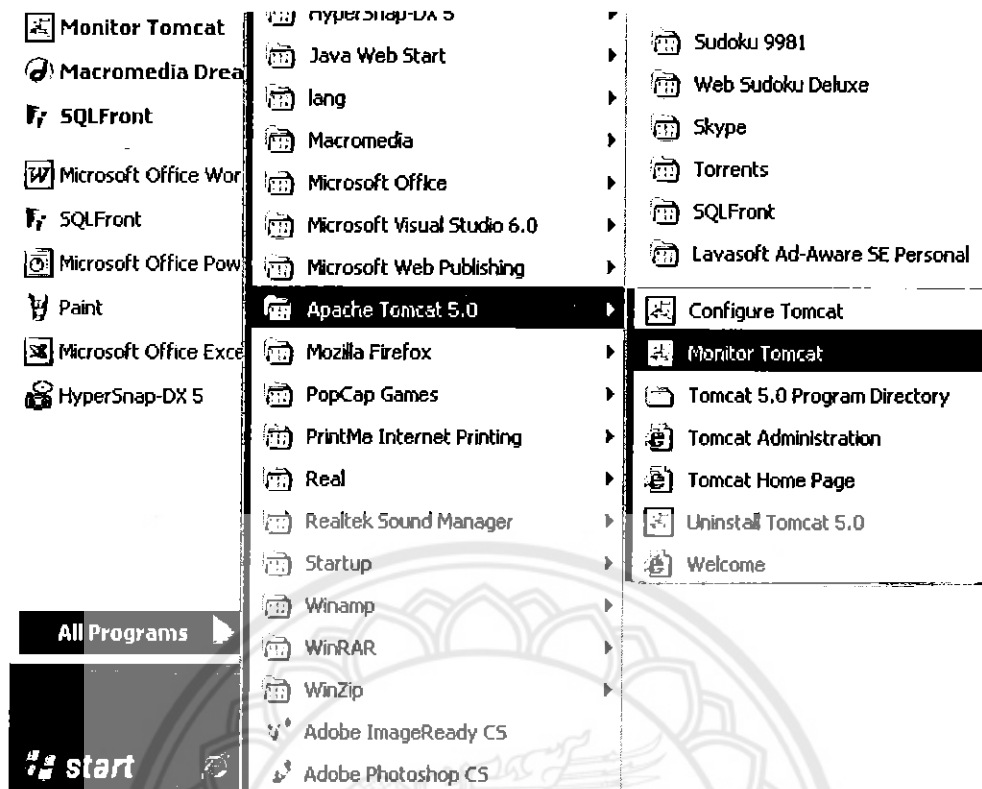 Monitor Tomcat
Macromedia Drea
SQLFront
Microsoft Office Wor
SQLFront
Microsoft Office Pow
Paint
Microsoft Office Exce
HyperSnap-DX 5
All Programs
start
HyperSnap-DX 5
Java Web Start
lang
Macromedia
Microsoft Office
Microsoft Visual Studio 6.0
Microsoft Web Publishing
Apache Tomcat 5.0
Mozilla Firefox
PopCap Games
PrintMe Internet Printing
Real
Realtek Sound Manager
Startup
Winamp
WinRAR
WinZip
Adobe ImageReady CS
Adobe Photoshop CS
Sudoku 9981
Web Sudoku Deluxe
Skype
Torrents
SQLFront
Lavasoft Ad-Aware SE Personal
Configure Tomcat
Monitor Tomcat
Tomcat 5.0 Program Directory
Tomcat Administration
Tomcat Home Page
Uninstall Tomcat 5.0
Welcome